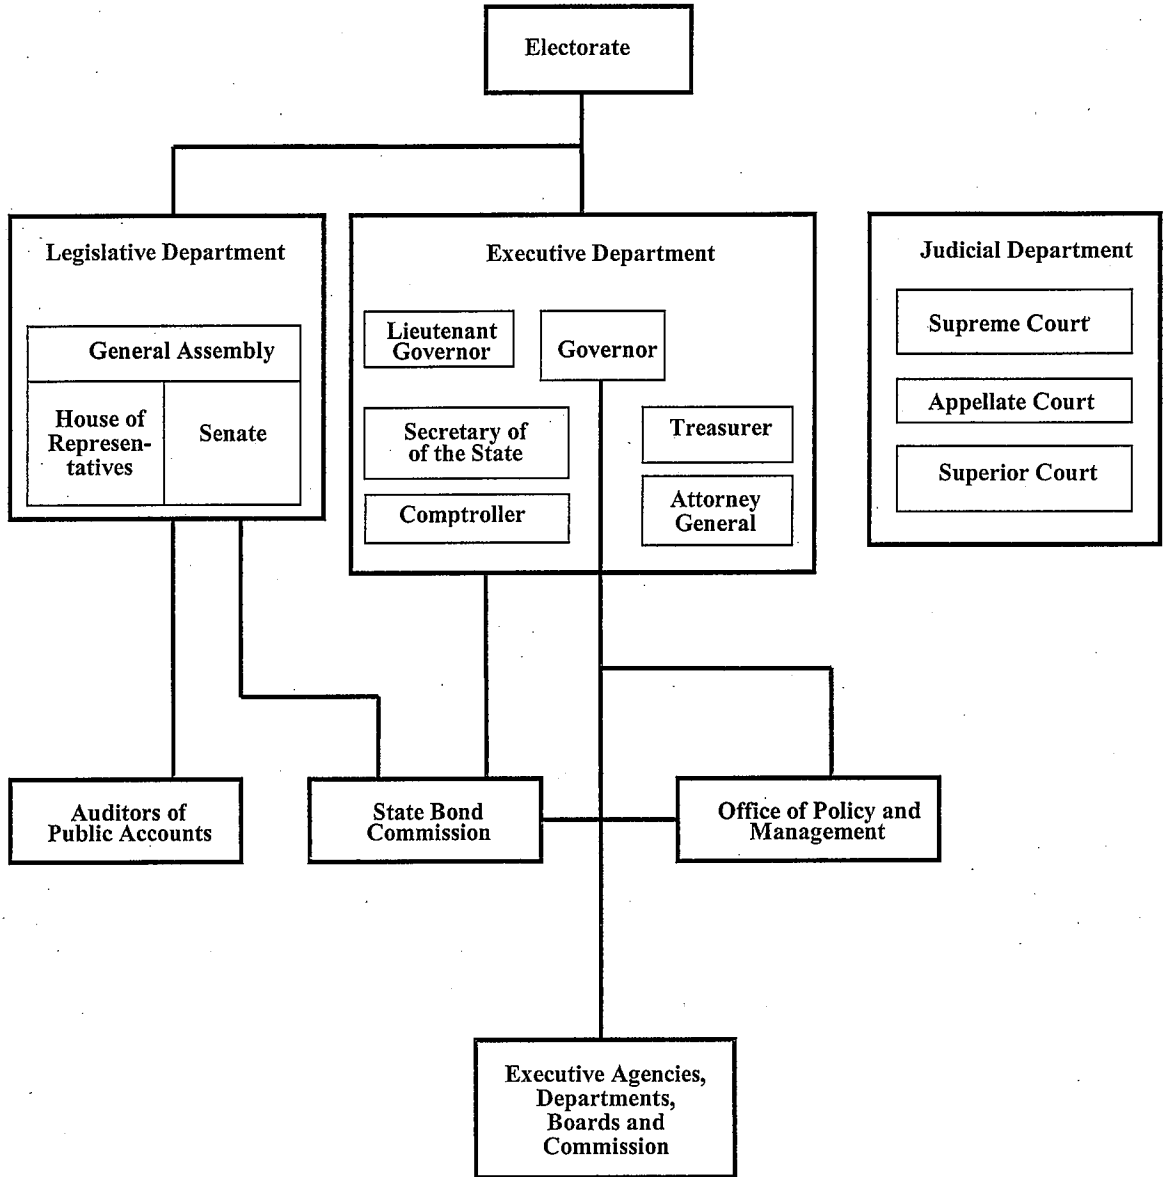 Electorate
Legislative Department
General Assembly
House of
Represen-
tatives
Senate
Executive Department
Lieutenant
Governor
Governor
Secretary of
of the State
Treasurer
Comptroller
Attorney
General
Judicial Department
Supreme Court
Appellate Court
Superior Court
Auditors of
Public Accounts
State Bond
Commission
Office of Policy and
Management
Executive Agencies,
Departments,
Boards and
Commission